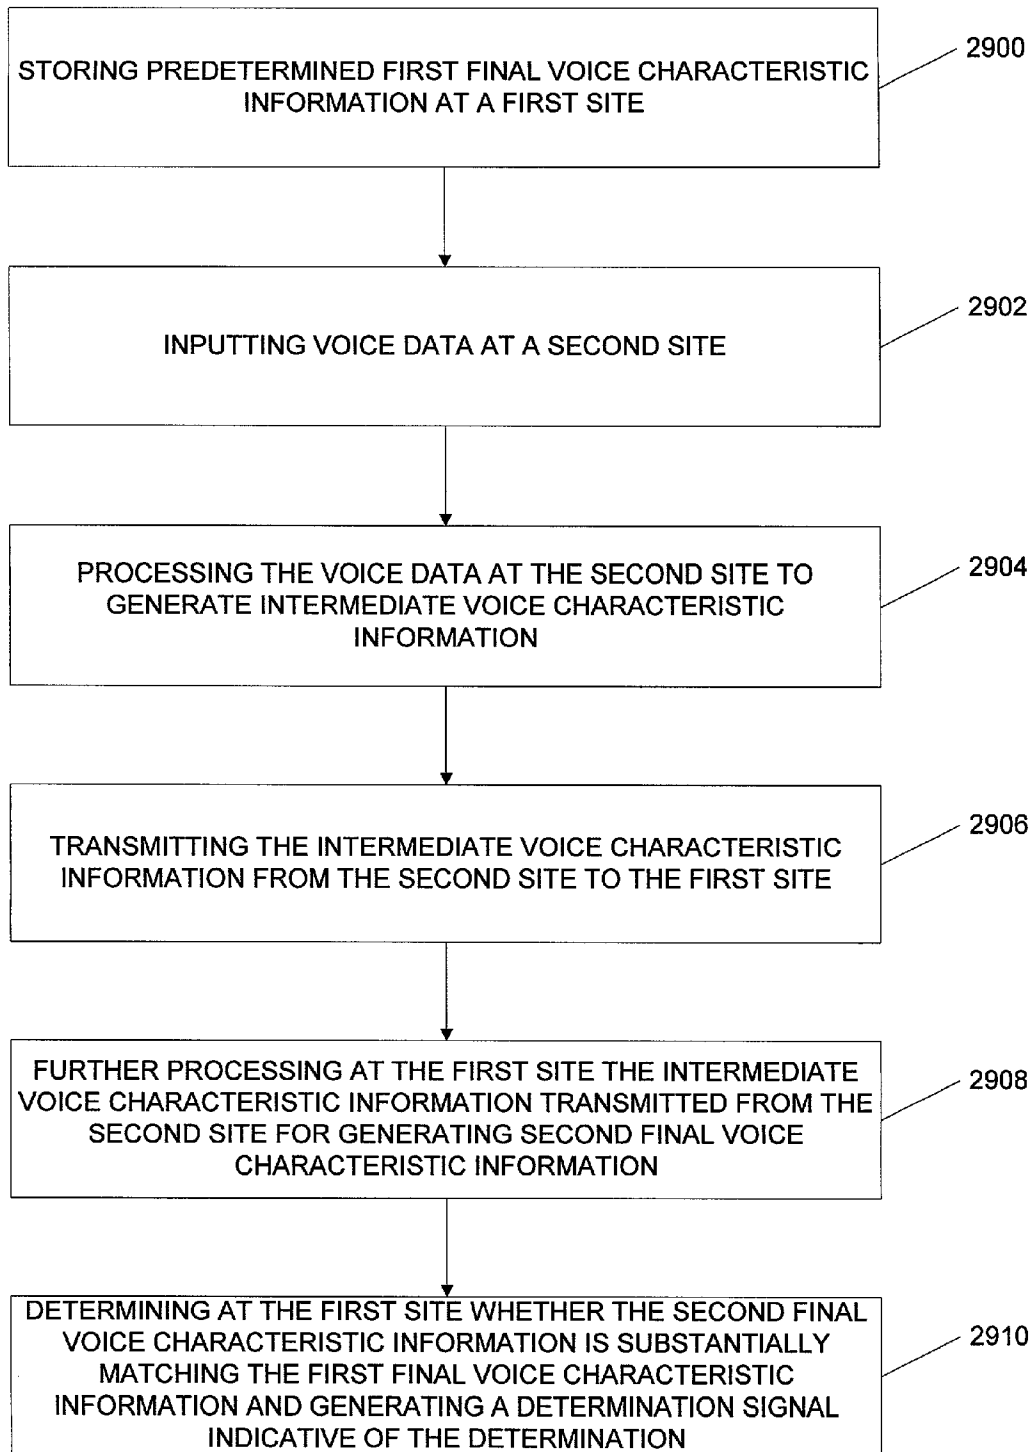 STORING PREDETERMINED FIRST FINAL VOICE CHARACTERISTIC
INFORMATION AT A FIRST SITE
2900
INPUTTING VOICE DATA AT A SECOND SITE
2902
PROCESSING THE VOICE DATA AT THE SECOND SITE TO
GENERATE INTERMEDIATE VOICE CHARACTERISTIC
INFORMATION
2904
TRANSMITTING THE INTERMEDIATE VOICE CHARACTERISTIC
INFORMATION FROM THE SECOND SITE TO THE FIRST SITE
2906
FURTHER PROCESSING AT THE FIRST SITE THE INTERMEDIATE
VOICE CHARACTERISTIC INFORMATION TRANSMITTED FROM THE
SECOND SITE FOR GENERATING SECOND FINAL VOICE
CHARACTERISTIC INFORMATION
2908
DETERMINING AT THE FIRST SITE WHETHER THE SECOND FINAL
VOICE CHARACTERISTIC INFORMATION IS SUBSTANTIALLY
MATCHING THE FIRST FINAL VOICE CHARACTERISTIC
INFORMATION AND GENERATING A DETERMINATION SIGNAL
INDICATIVE OF THE DETERMINATION
2910